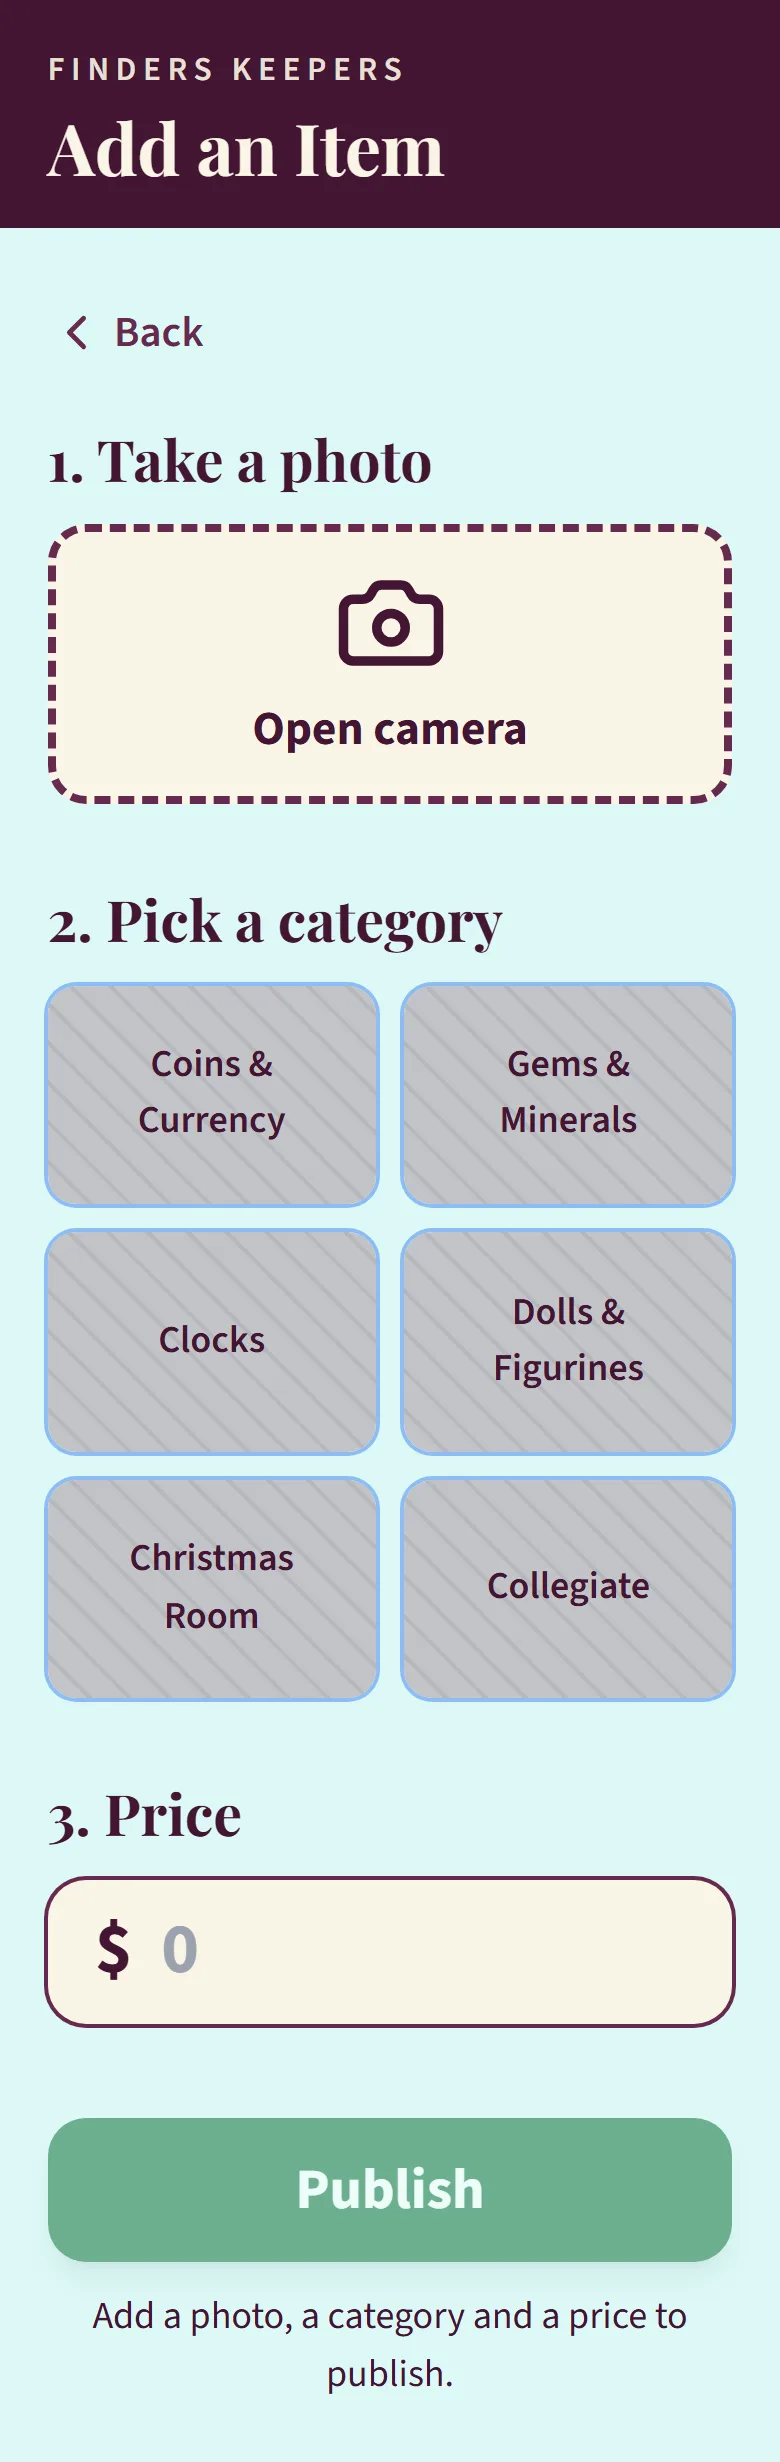 FINDERS KEEPERS
Add an Item
Back
1. Take a photo
Open camera
2. Pick a category
Coins &
Currency
Gems &
Minerals
Clocks
Dolls &
Figurines
Christmas
Room
Collegiate
3. Price
$ 0
Publish
Add a photo, a category and a price to
publish.